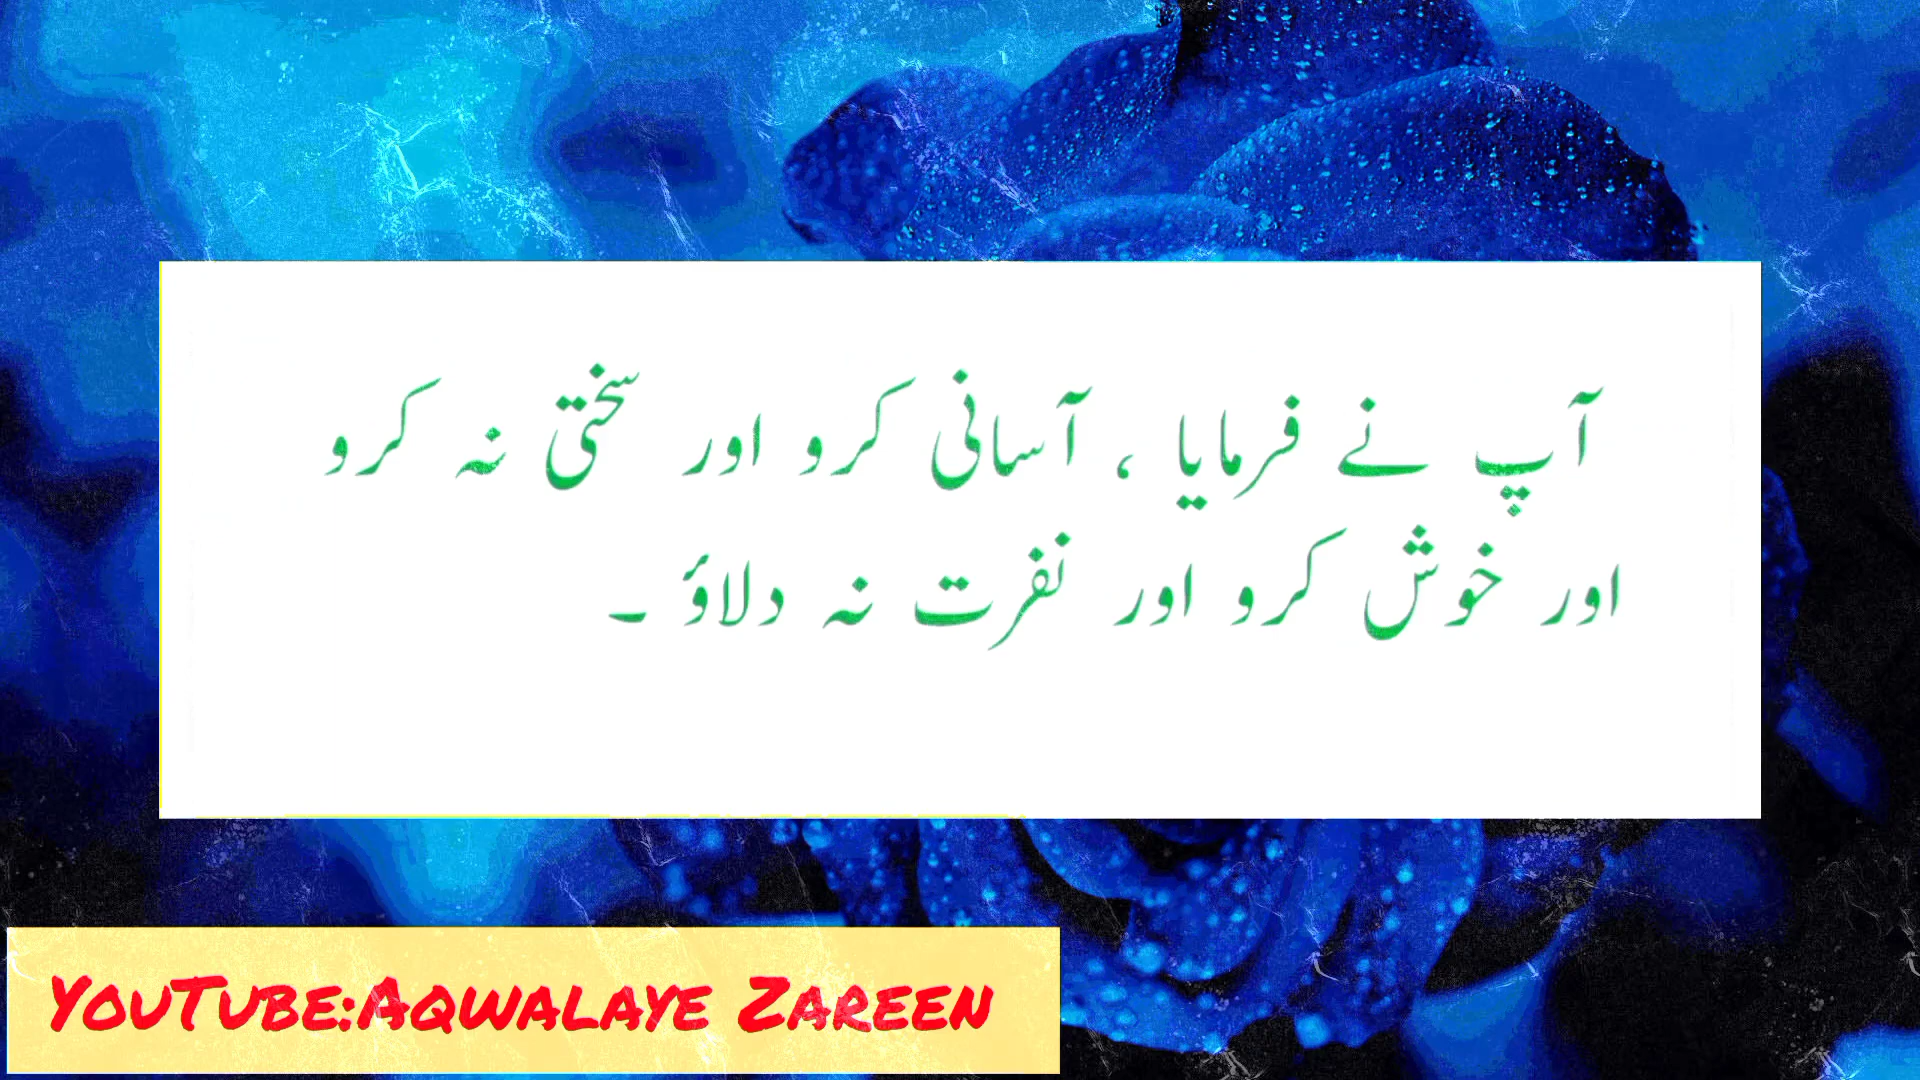 آپ نے فرمایا ، آسانی کرو اور سختی نہ کرو
اور خوش کرو اور نفرت نہ دلاؤ ۔
YouTube:Aqwalaye Zareen